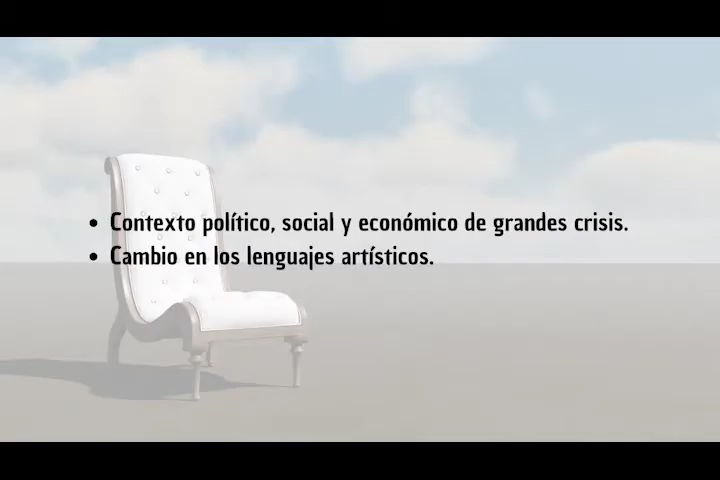 • Contexto político, social y económico de grandes crisis.
• Cambio en los lenguajes artísticos.